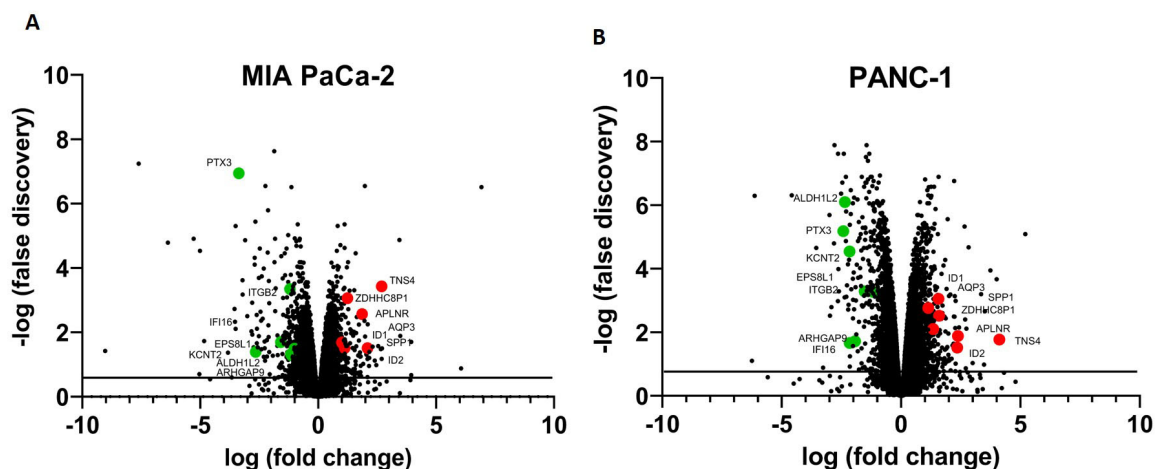 A
MIA PaCa-2
-log (false discovery)
10
8
6
4
2
0
PTX3
ITGB2
IFI16
EPS8L1
KCNT2
ALDH1L2
ARHGAP9
TNS4
ZDHHC8P1
APLNR
AQP3
ID1
SPP1
ID2
-10
-5
0
5
10
log (fold change)
B
PANC-1
-log (false discovery)
10
8
6
4
2
0
ALDH1L2
PTX3
KCNT2
EPS8L1
ITGB2
ARHGAP9
IFI16
ID1
AQP3
SPP1
ZDHHC8P1
APLNR
TNS4
ID2
-10
-5
0
5
10
log (fold change)